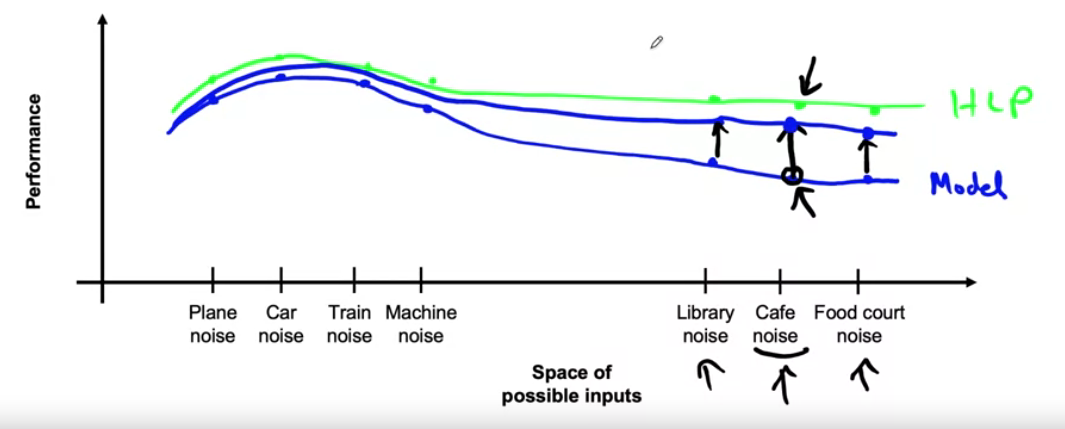 HLP
Model
Performance
Plane noise
Car noise
Train noise
Machine noise
Library noise
Cafe noise
Food court noise
Space of
possible inputs